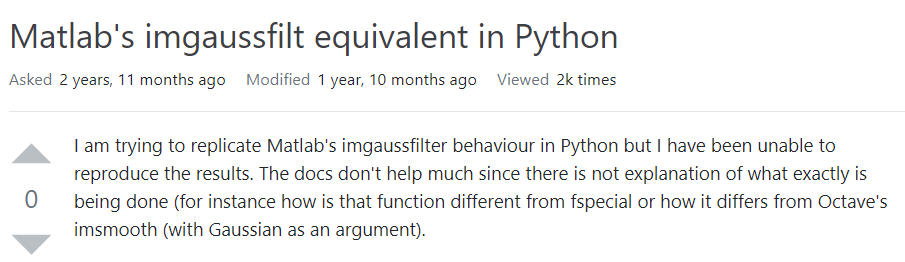 Matlab's imgaussfilt equivalent in Python
Asked 2 years, 11 months ago Modified 1 year, 10 months ago Viewed 2k times
I am trying to replicate Matlab's imgaussfilter behaviour in Python but I have been unable to
reproduce the results. The docs don't help much since there is not explanation of what exactly is
0
being done (for instance how is that function different from fspecial or how it differs from Octave's
imsmooth (with Gaussian as an argument).